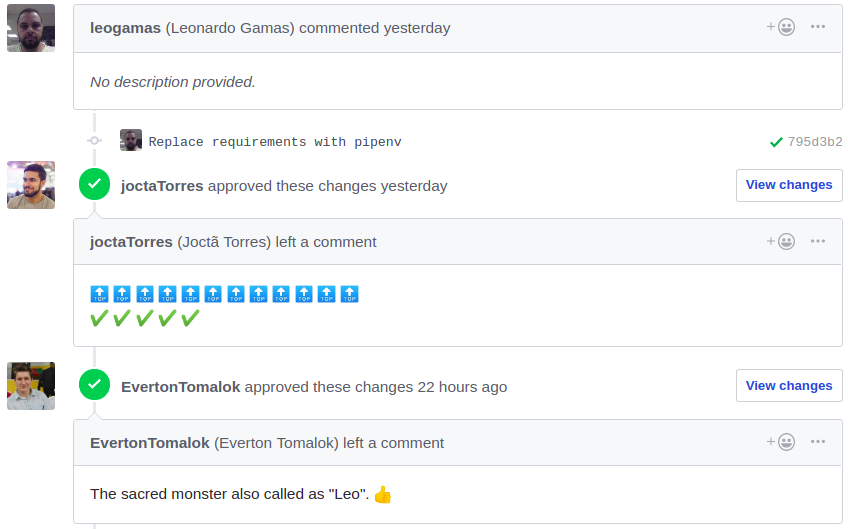 leogamas (Leonardo Gamas) commented yesterday
No description provided.
Replace requirements with pipenv 795d3b2
joctaTorres approved these changes yesterday View changes
joctaTorres (Joctã Torres) left a comment
🔝🔝🔝🔝🔝🔝🔝🔝🔝🔝🔝🔝
✔️✔️✔️✔️✔️
EvertonTomalok approved these changes 22 hours ago View changes
EvertonTomalok (Everton Tomalok) left a comment
The sacred monster also called as "Leo". 👍